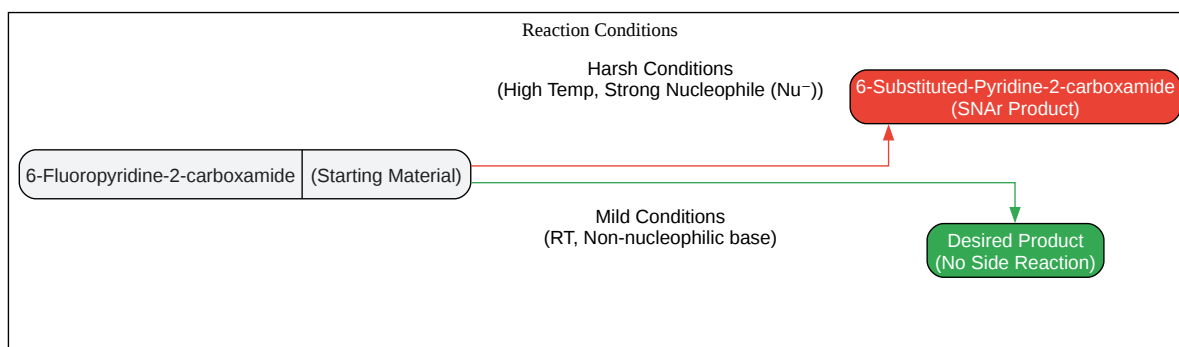 Reaction Conditions
Harsh Conditions
(High Temp, Strong Nucleophile (Nu⁻))
6-Substituted-Pyridine-2-carboxamide
(SNAr Product)
6-Fluoropyridine-2-carboxamide
(Starting Material)
Mild Conditions
(RT, Non-nucleophilic base)
Desired Product
(No Side Reaction)